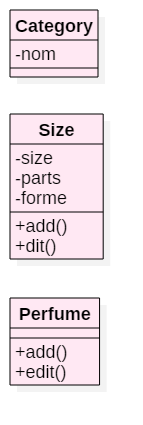 Category
-nom
Size
-size
-parts
-forme
+add()
+dit()
Perfume
+add()
+edit()